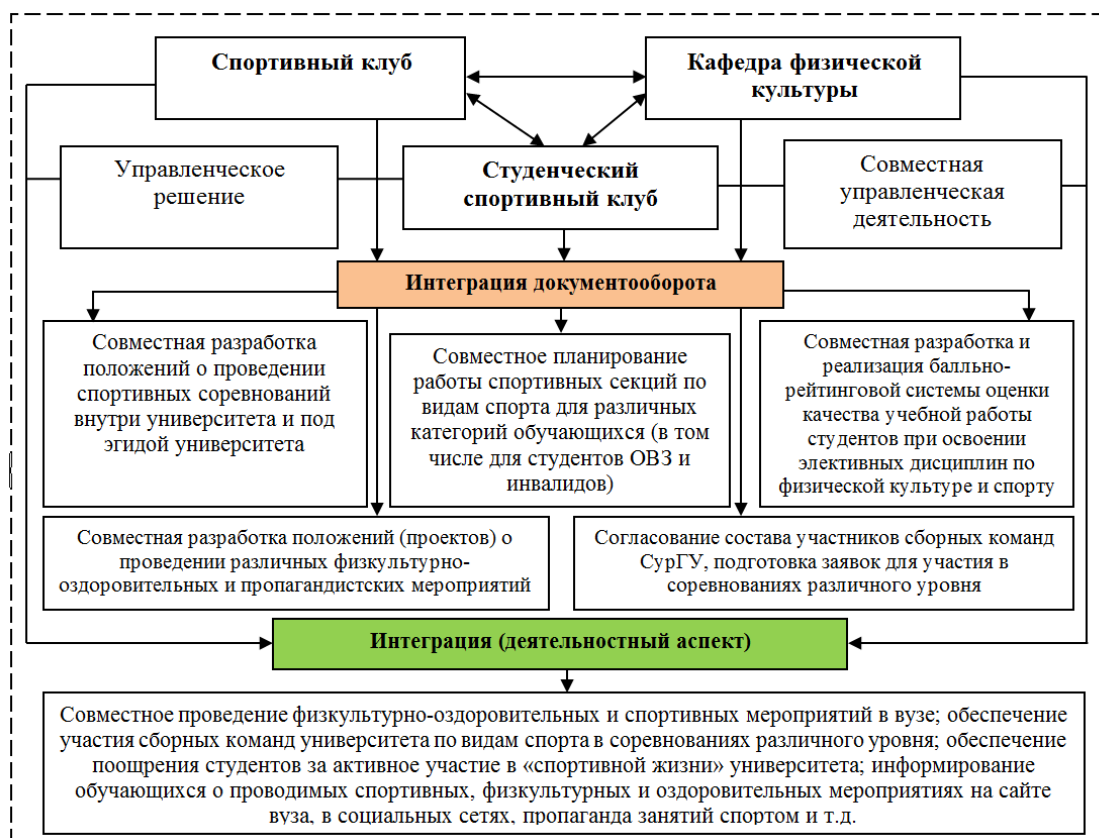 Спортивный клуб
Кафедра физической
культуры
Управленческое
решение
Студенческий
спортивный клуб
Совместная
управленческая
деятельность
Интеграция документооборота
Совместная разработка
положений о проведении
спортивных соревнований
внутри университета и под
эгидой университета
Совместное планирование
работы спортивных секций по
видам спорта для различных
категорий обучающихся (в том
числе для студентов ОВЗ и
инвалидов)
Совместная разработка и
реализация балльно-
рейтинговой системы оценки
качества учебной работы
студентов при освоении
элективных дисциплин по
физической культуре и спорту
Совместная разработка положений (проектов) о
проведении различных физкультурно-
оздоровительных и пропагандистских мероприятий
Согласование состава участников сборных команд
СурГУ, подготовка заявок для участия в
соревнованиях различного уровня
Интеграция (деятельностный аспект)
Совместное проведение физкультурно-оздоровительных и спортивных мероприятий в вузе; обеспечение
участия сборных команд университета по видам спорта в соревнованиях различного уровня; обеспечение
поощрения студентов за активное участие в «спортивной жизни» университета; информирование
обучающихся о проводимых спортивных, физкультурных и оздоровительных мероприятиях на сайте
вуза, в социальных сетях, пропаганда занятий спортом и т.д.